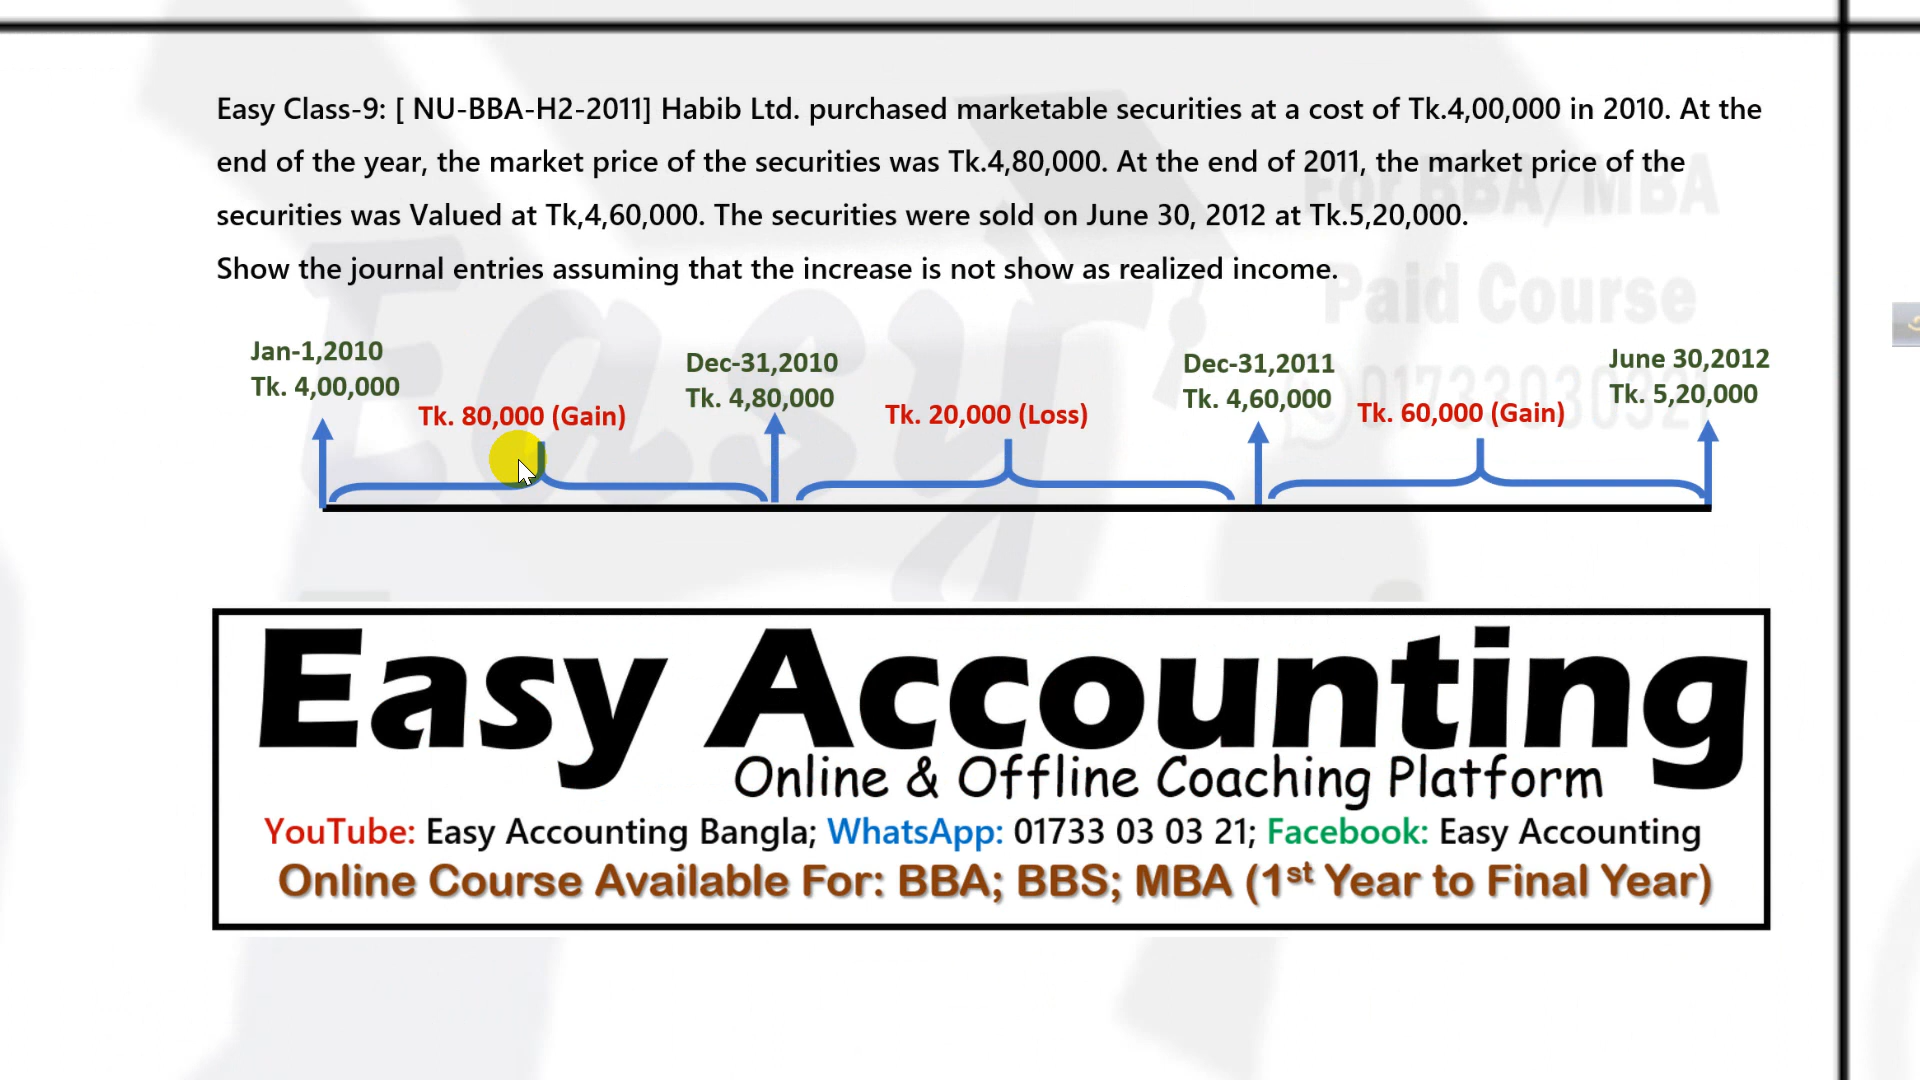 Easy Class-9: [ NU-BBA-H2-2011] Habib Ltd. purchased marketable securities at a cost of Tk.4,00,000 in 2010. At the
end of the year, the market price of the securities was Tk.4,80,000. At the end of 2011, the market price of the
securities was Valued at Tk,4,60,000. The securities were sold on June 30, 2012 at Tk.5,20,000.
Show the journal entries assuming that the increase is not show as realized income.
For BBA/MBA
Paid Course
Easy
Jan-1,2010
Tk. 4,00,000
Tk. 80,000 (Gain)
Dec-31,2010
Tk. 4,80,000
Tk. 20,000 (Loss)
Dec-31,2011
Tk. 4,60,000
Tk. 60,000 (Gain)
June 30,2012
Tk. 5,20,000
Easy Accounting
Online & Offline Coaching Platform
YouTube: Easy Accounting Bangla; WhatsApp: 01733 03 03 21; Facebook: Easy Accounting
Online Course Available For: BBA; BBS; MBA (1st Year to Final Year)